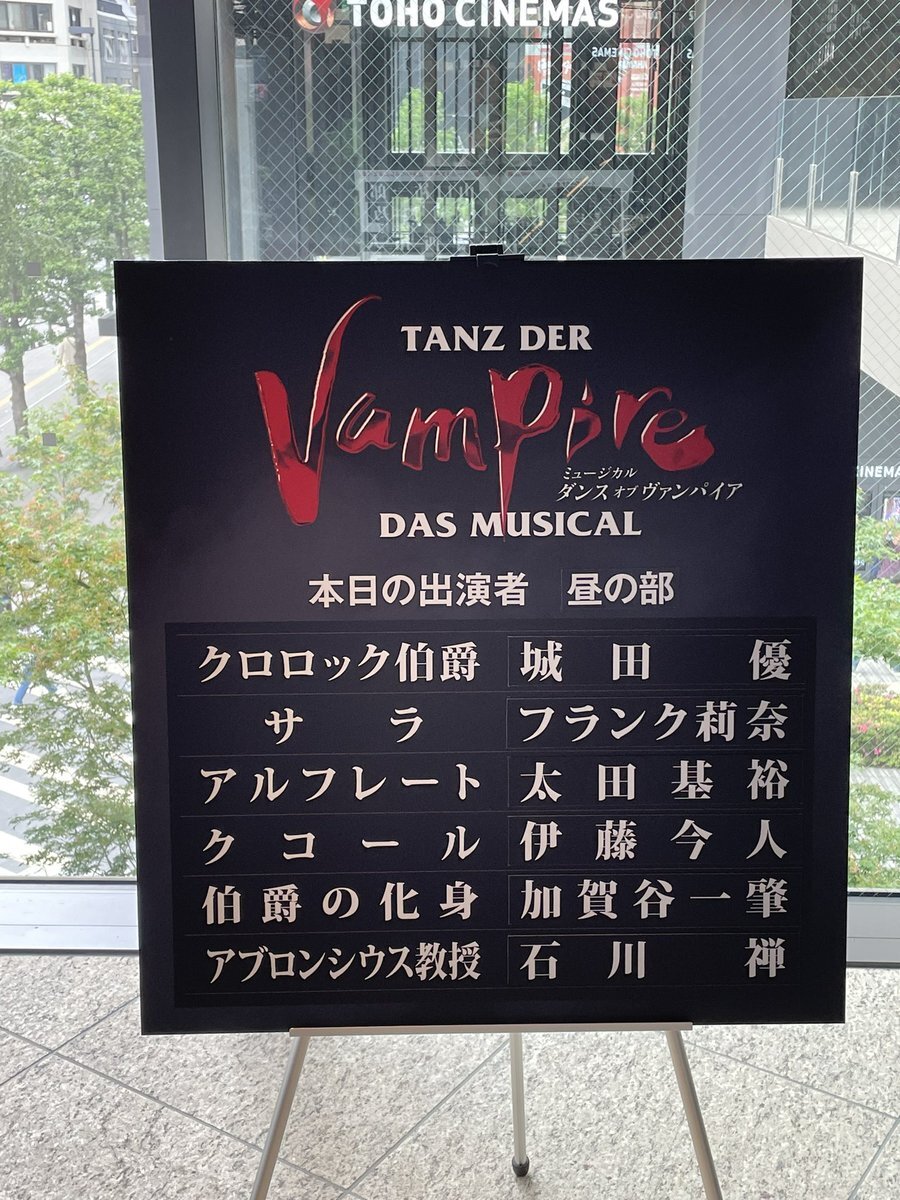 TOHO CINEMAS
TANZ DER
Vampire
ミュージカル
ダンス オブ ヴァンパイア
DAS MUSICAL
本日の出演者 昼の部
クロロック伯爵 城田 優
サラ フランク莉奈
アルフレート 太田基裕
クコール 伊藤今人
伯爵の化身 加賀谷一肇
アブロンシウス教授 石川 禅
CINEMAS